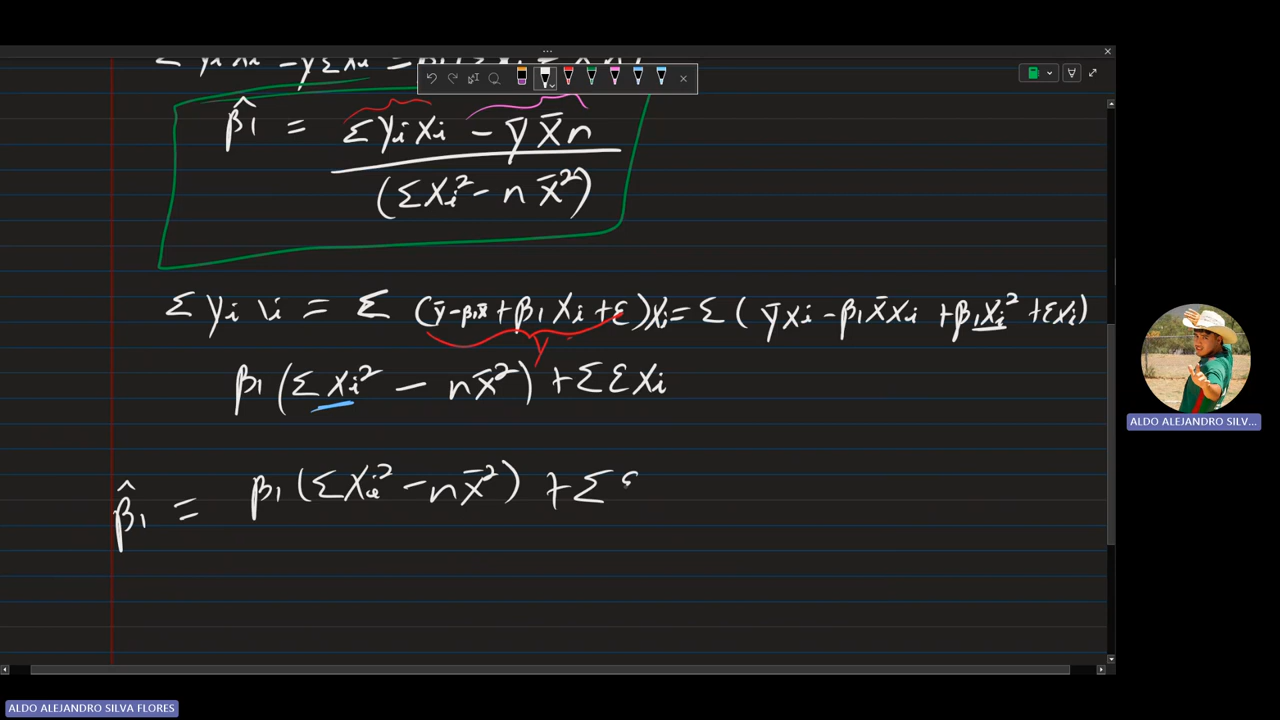 β̂1 = Σyixi - ȳx̄n
(Σxi² - nx̄²)
Σ yi \i = Σ (ȳ-β1x̄ + β1xi + ε)xi = Σ( ȳxi - β1x̄xi + β1xi² + εxi)
y
β1(Σxi² - nx̄²) + ΣεXi
β̂1 = β1(Σxi² - nx̄²) + Σ
ALDO ALEJANDRO SILV...
ALDO ALEJANDRO SILVA FLORES